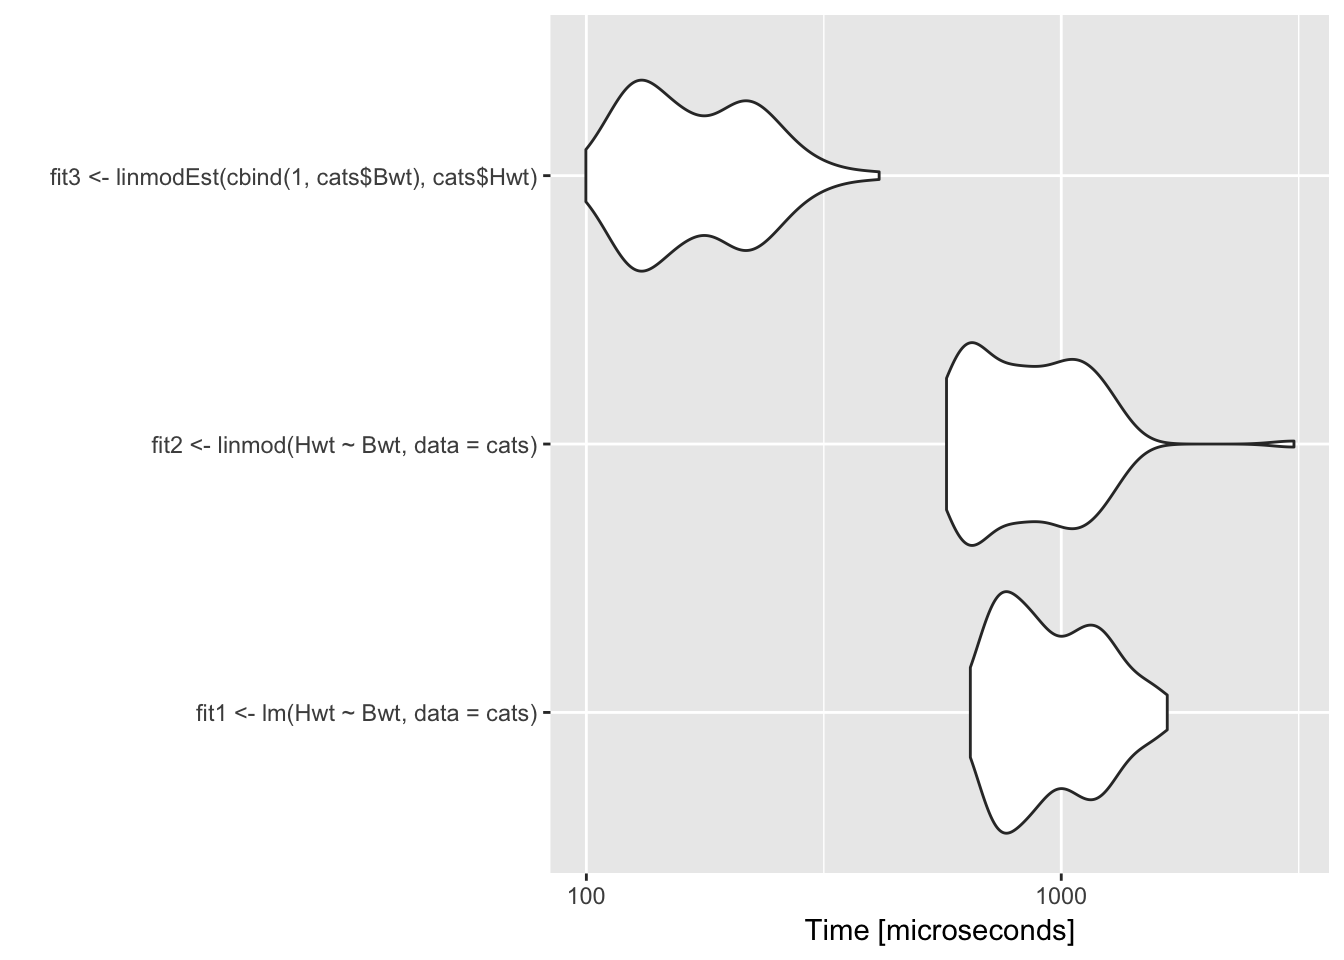 fit3 <- linmodEst(cbind(1, cats$Bwt), cats$Hwt)
fit2 <- linmod(Hwt ~ Bwt, data = cats)
fit1 <- lm(Hwt ~ Bwt, data = cats)
100 1000
Time [microseconds]